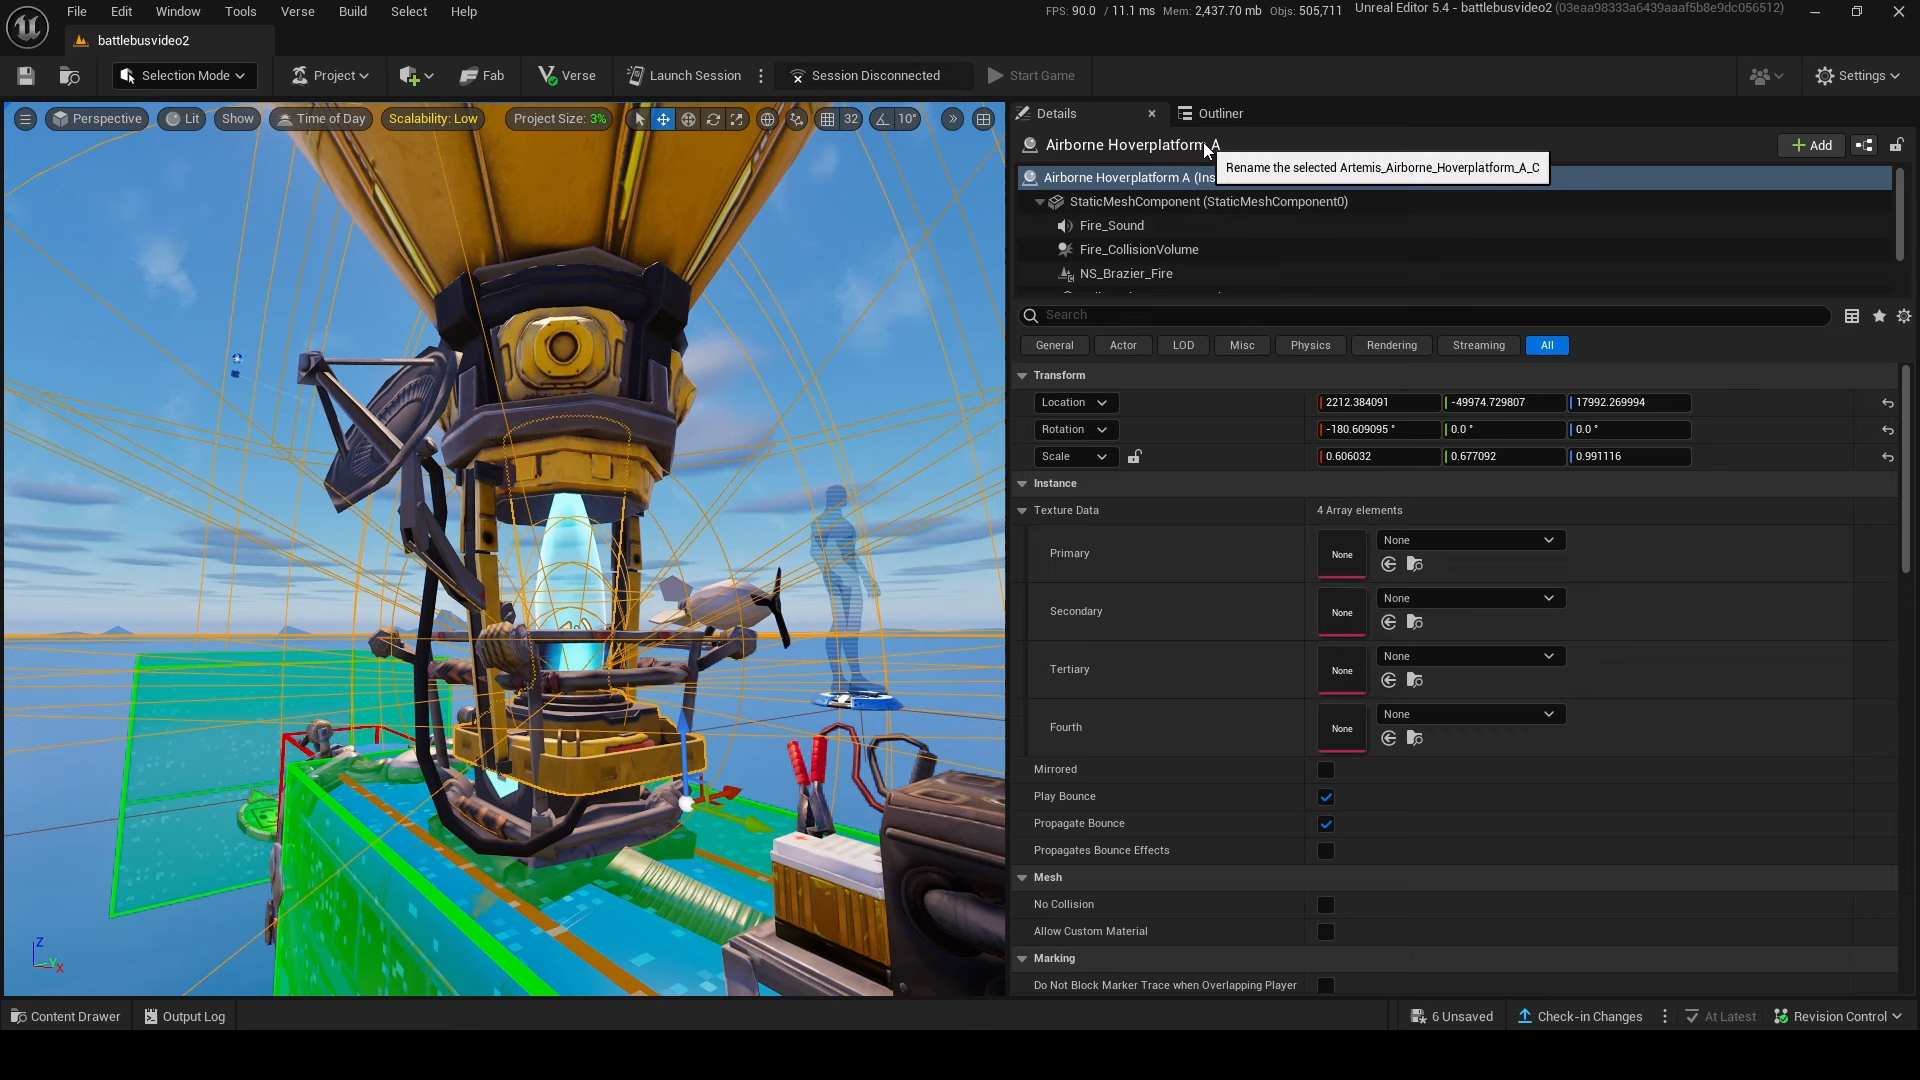 File Edit Window Tools Verse Build Select Help
FPS: 90.0 / 11.1 ms Mem: 2,437.70 mb Objs: 505,711 Unreal Editor 5.4 - battlebusvideo2 (03eaa98333a6439aaaf5b8e9dc056512)
battlebusvideo2
Selection Mode Project Fab Verse Launch Session Session Disconnected Start Game Settings
Perspective Lit Show Time of Day Scalability: Low Project Size: 3% 32 10°
Details Outliner
Airborne Hoverplatform A
Add
Rename the selected Artemis_Airborne_Hoverplatform_A_C
Airborne Hoverplatform A (Ins
StaticMeshComponent (StaticMeshComponent0)
Fire_Sound
Fire_CollisionVolume
NS_Brazier_Fire
Search
General Actor LOD Misc Physics Rendering Streaming All
Transform
Location 2212.384091 -49974.729807 17992.269994
Rotation -180.609095 ° 0.0 ° 0.0 °
Scale 0.606032 0.677092 0.991116
Instance
Texture Data 4 Array elements
Primary None None
Secondary None None
Tertiary None None
Fourth None None
Mirrored
Play Bounce
Propagate Bounce
Propagates Bounce Effects
Mesh
No Collision
Allow Custom Material
Marking
Do Not Block Marker Trace when Overlapping Player
Z
Y
X
Content Drawer Output Log 6 Unsaved Check-in Changes At Latest Revision Control